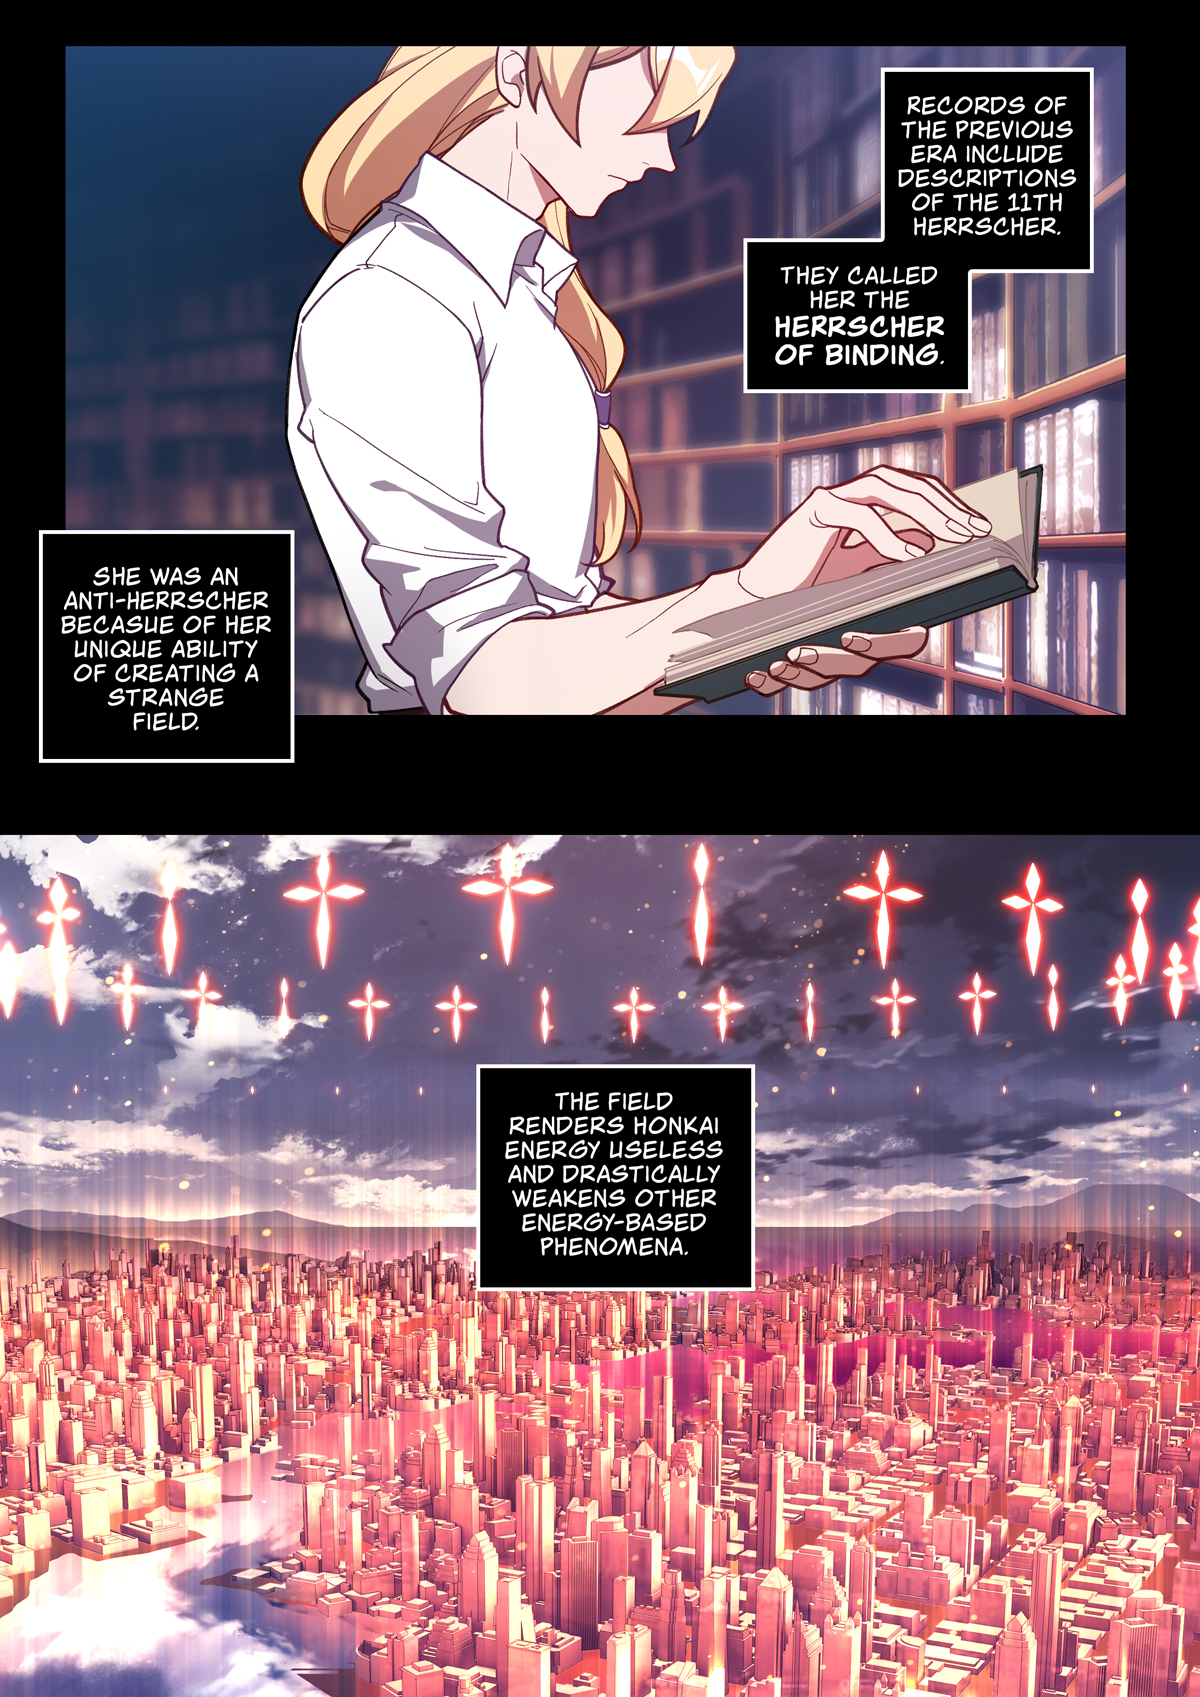 RECORDS OF
THE PREVIOUS
ERA INCLUDE
DESCRIPTIONS
OF THE 11TH
HERRSCHER.
THEY CALLED
HER THE
HERRSCHER
OF BINDING.
SHE WAS AN
ANTI-HERRSCHER
BECASUE OF HER
UNIQUE ABILITY
OF CREATING A
STRANGE
FIELD.
THE FIELD
RENDERS HONKAI
ENERGY USELESS
AND DRASTICALLY
WEAKENS OTHER
ENERGY-BASED
PHENOMENA.